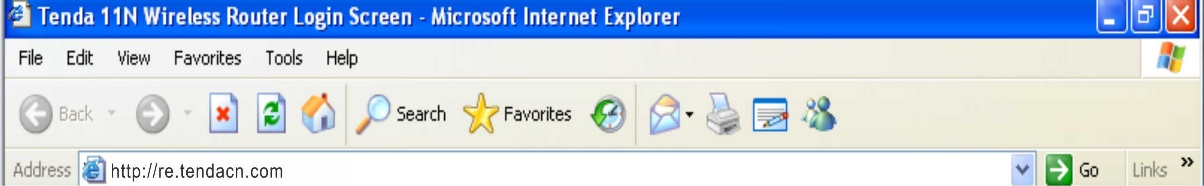 Tenda 11N Wireless Router Login Screen - Microsoft Internet Explorer
File Edit View Favorites Tools Help
Back Search Favorites
Address http://re.tendacn.com Go Links »